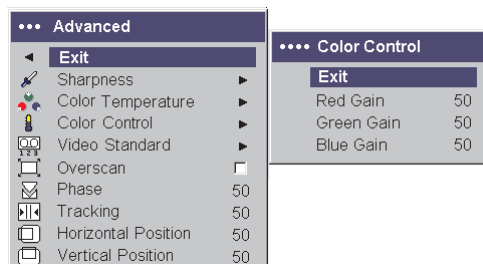 Advanced
Exit
Sharpness
Color Temperature
Color Control
Video Standard
Overscan
Phase 50
Tracking 50
Horizontal Position 50
Vertical Position 50
Color Control
Exit
Red Gain 50
Green Gain 50
Blue Gain 50